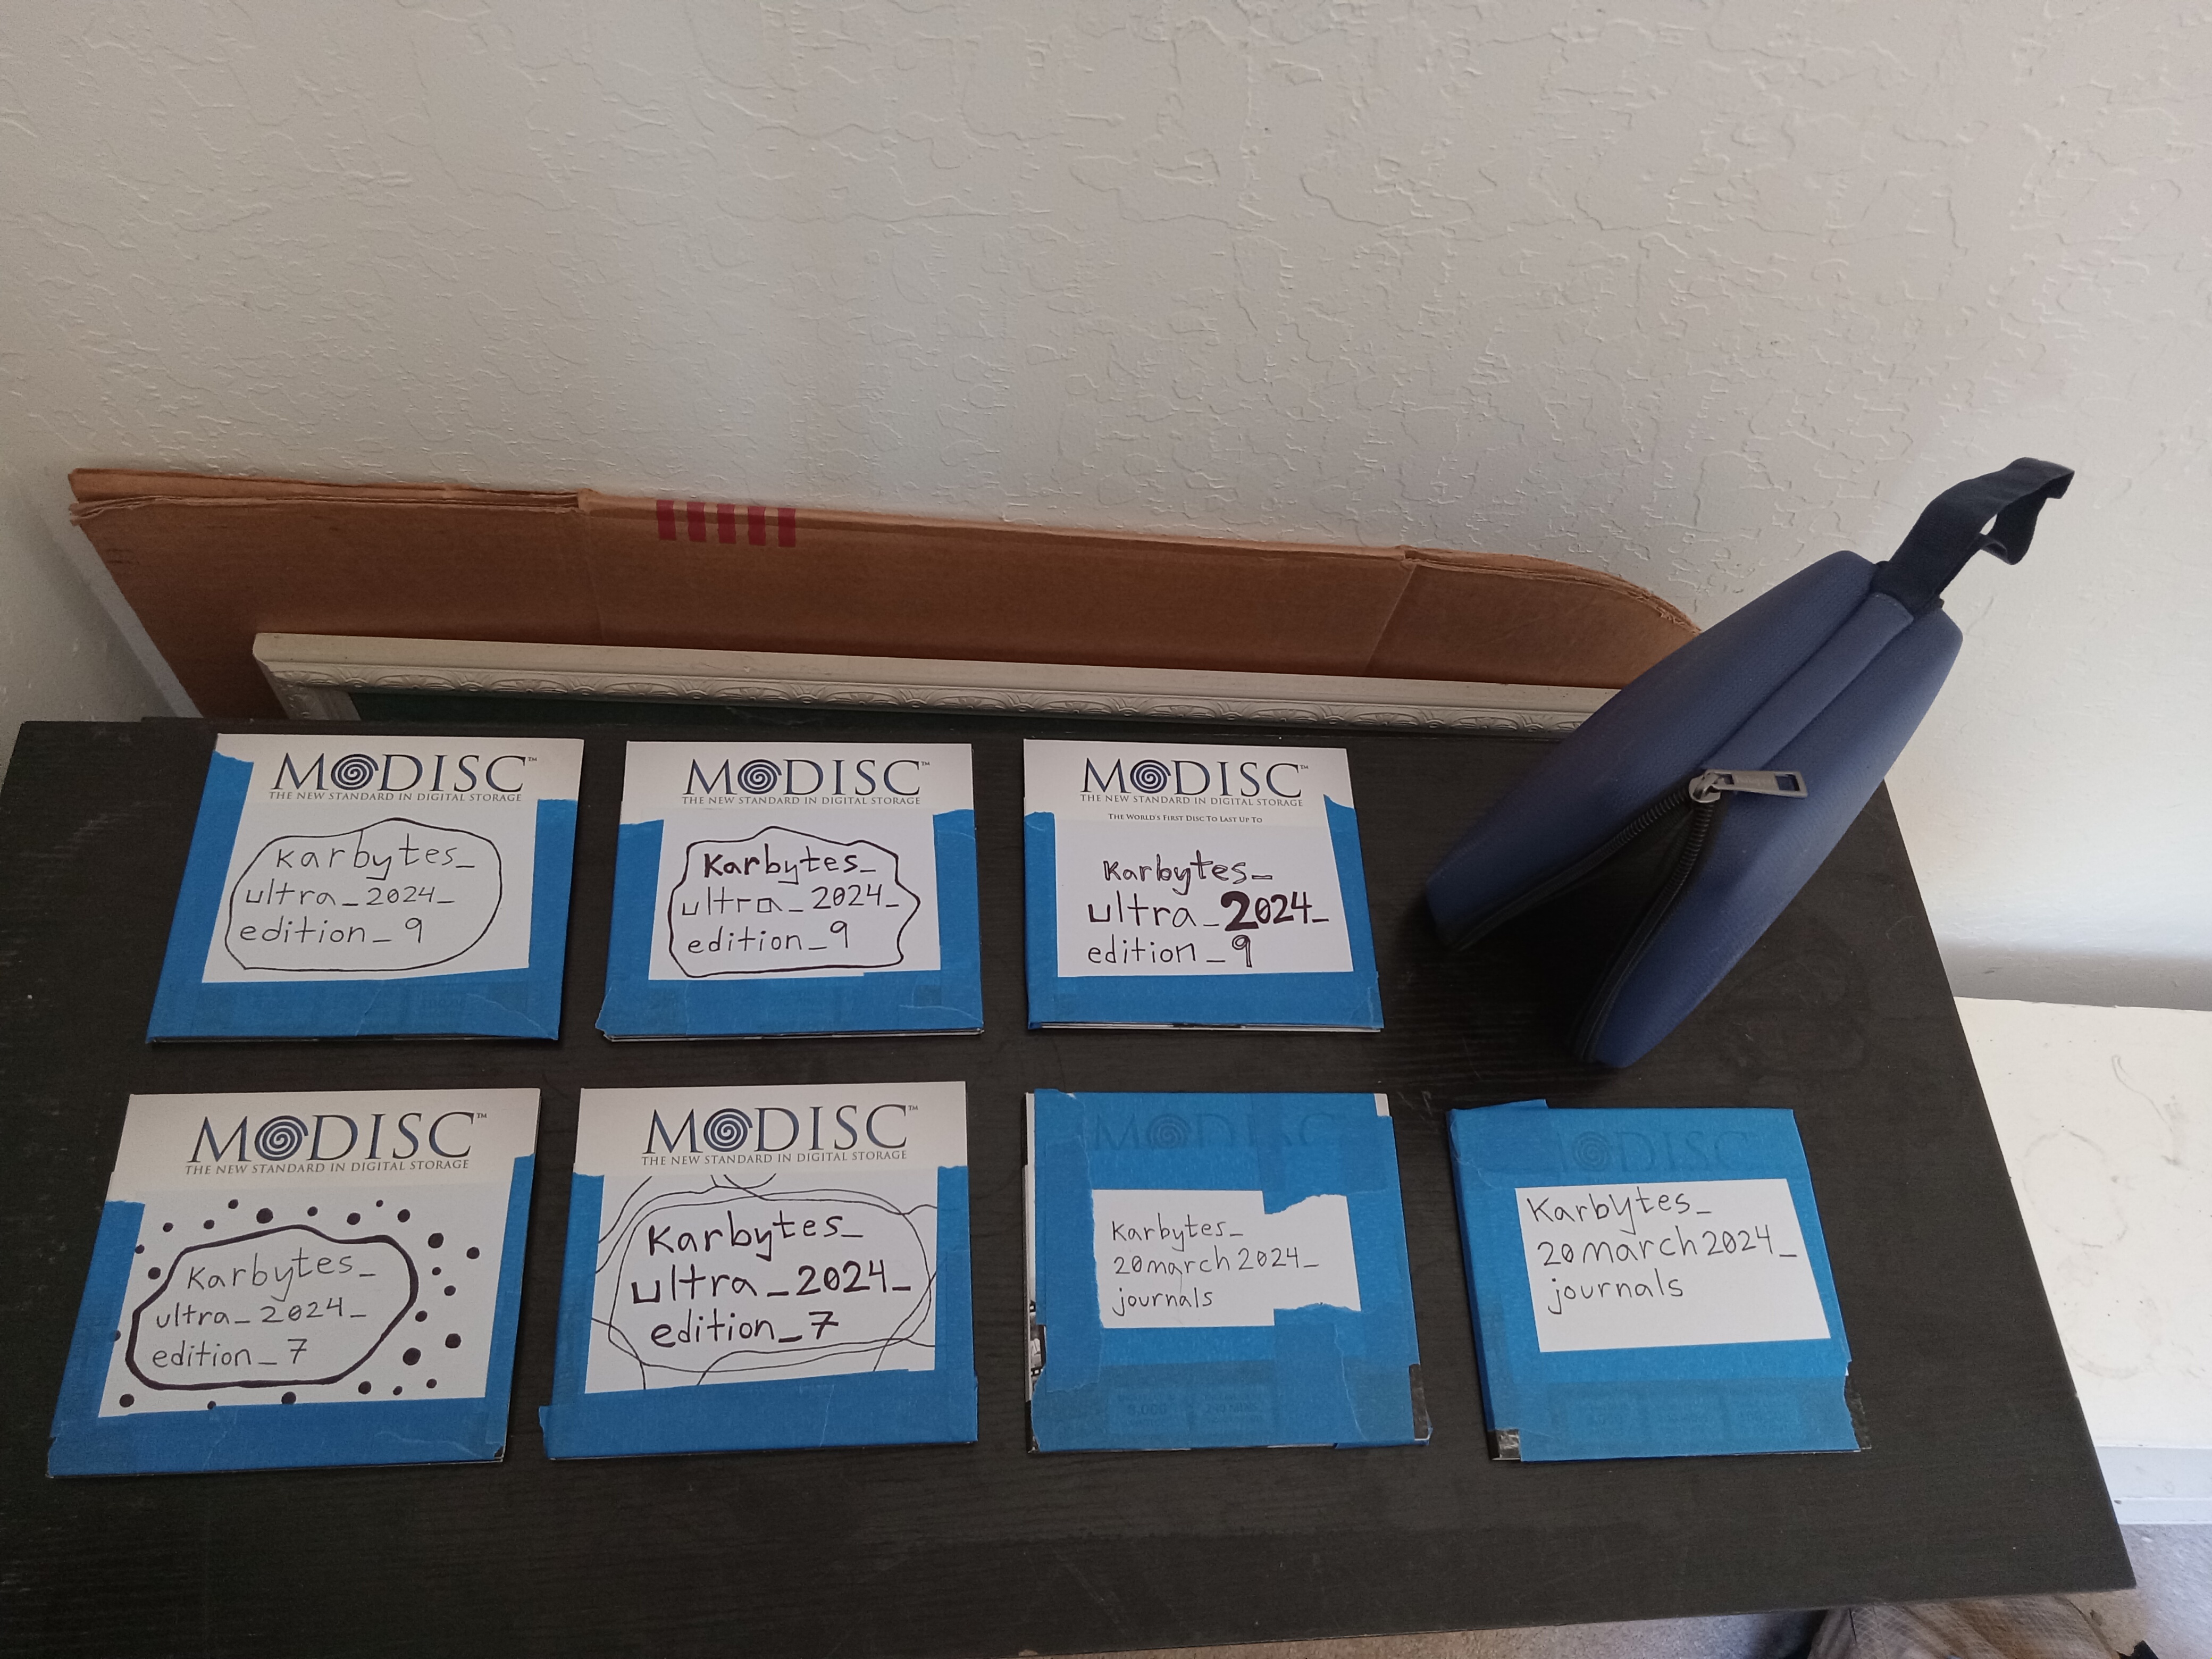 M DISC™
THE NEW STANDARD IN DIGITAL STORAGE
Karbytes_
ultra_2024_
edition_9
M DISC™
THE NEW STANDARD IN DIGITAL STORAGE
Karbytes_
ultra_2024_
edition_9
M DISC™
THE NEW STANDARD IN DIGITAL STORAGE
THE WORLD'S FIRST DISC TO LAST UP TO
Karbytes_
ultra_2024_
edition_9
M DISC™
THE NEW STANDARD IN DIGITAL STORAGE
Karbytes_
ultra_2024_
edition_7
M DISC™
THE NEW STANDARD IN DIGITAL STORAGE
Karbytes_
ultra_2024_
edition_7
M DISC
Karbytes_
20march2024_
journals
M DISC
Karbytes_
20march2024_
journals